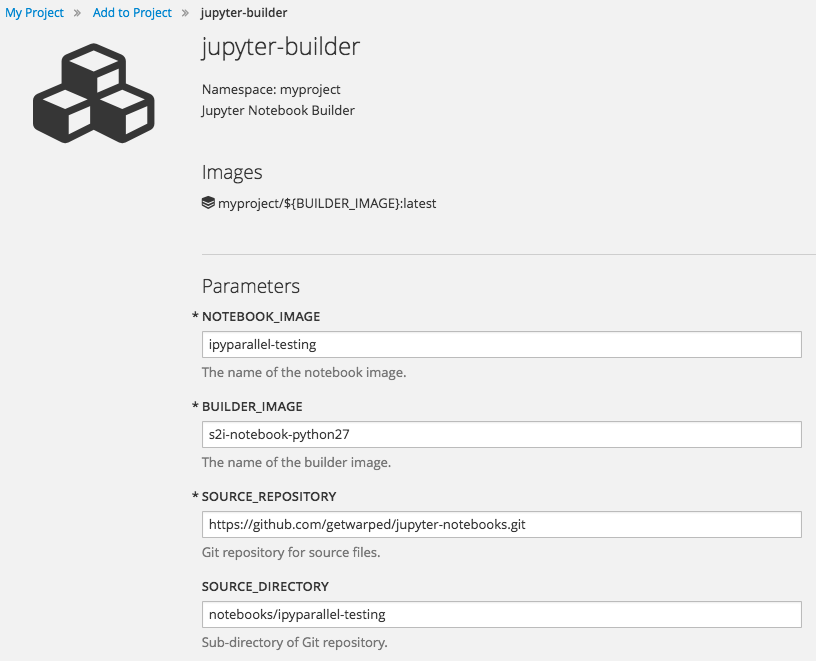 My Project » Add to Project » jupyter-builder
jupyter-builder
Namespace: myproject
Jupyter Notebook Builder
Images
myproject/${BUILDER_IMAGE}:latest
Parameters
* NOTEBOOK_IMAGE
ipyparallel-testing
The name of the notebook image.
* BUILDER_IMAGE
s2i-notebook-python27
The name of the builder image.
* SOURCE_REPOSITORY
https://github.com/getwarped/jupyter-notebooks.git
Git repository for source files.
SOURCE_DIRECTORY
notebooks/ipyparallel-testing
Sub-directory of Git repository.